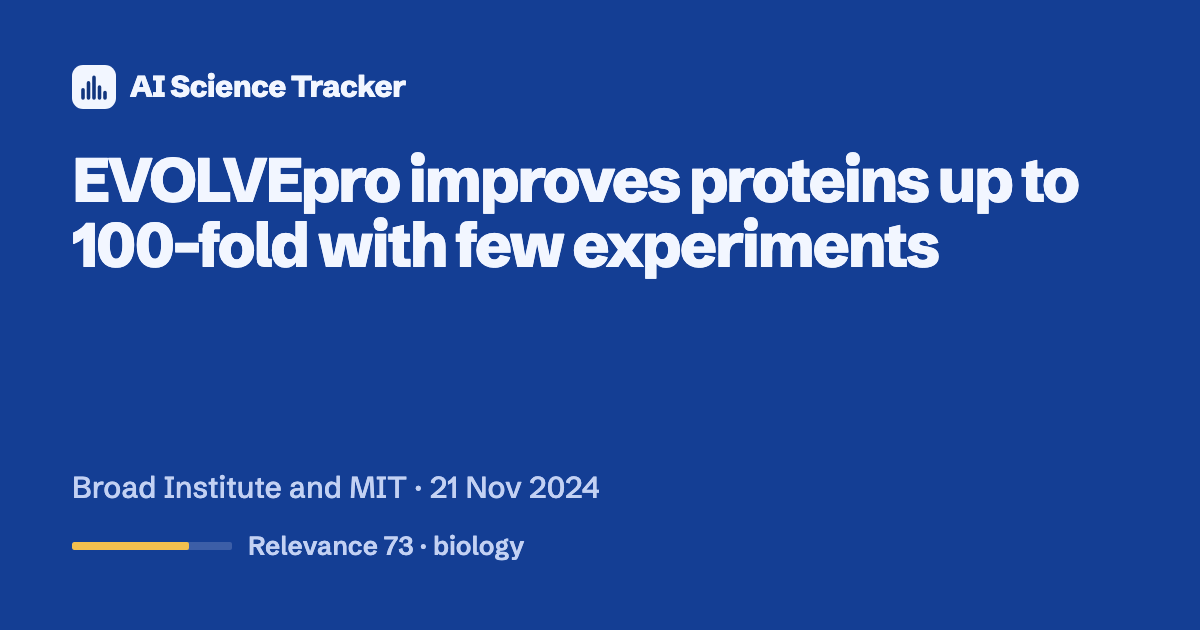 AI Science Tracker
EVOLVEpro improves proteins up to
100-fold with few experiments
Broad Institute and MIT · 21 Nov 2024
Relevance 73 · biology